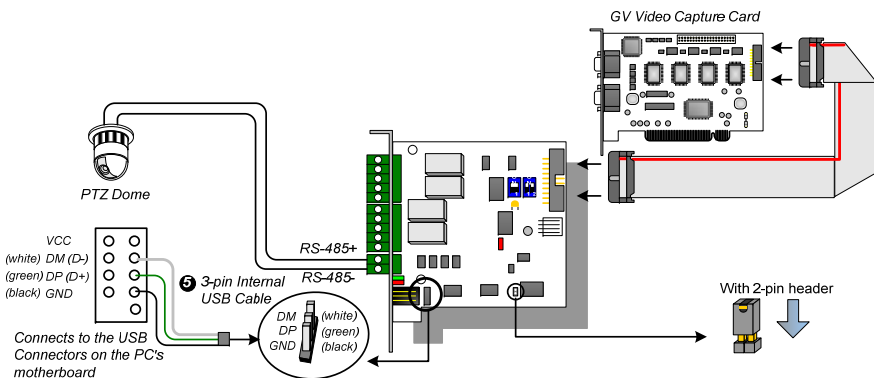 GV Video Capture Card
PTZ Dome
RS-485+
RS-485-
VCC
(white) DM (D-)
(green) DP (D+)
(black) GND
5 3-pin Internal
USB Cable
DM (white)
DP (green)
GND (black)
Connects to the USB
Connectors on the PC's
motherboard
With 2-pin header